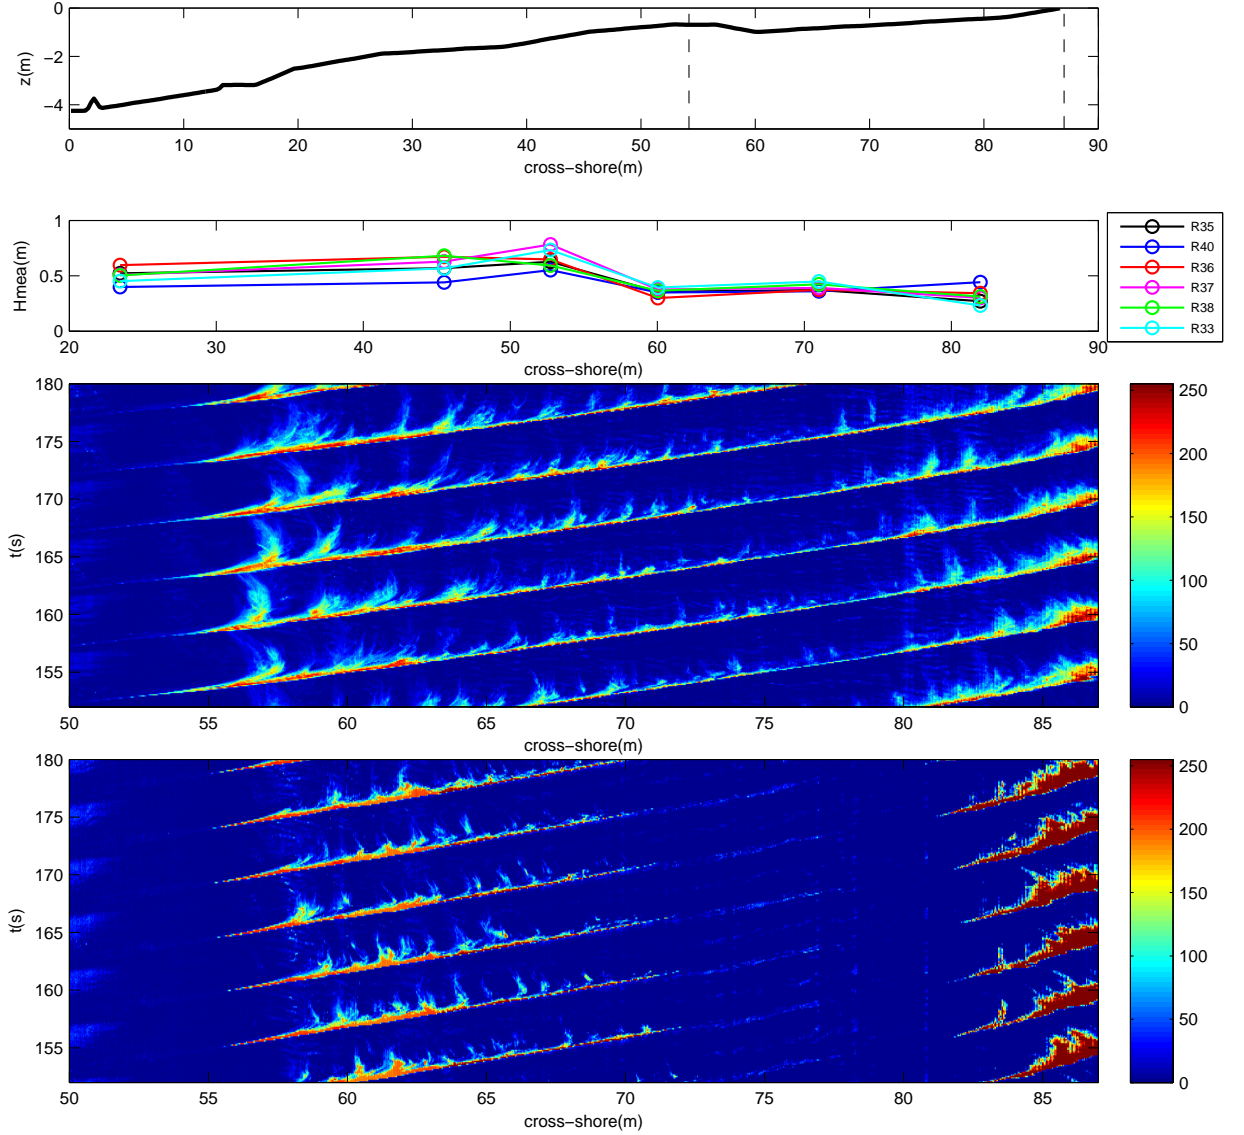 0
−2
−4
z(m)
0 10 20 30 40 50 60 70 80 90
cross−shore(m)
1
0.5
0
Hmea(m)
20 30 40 50 60 70 80 90
cross−shore(m)
R35
R40
R36
R37
R38
R33
180
175
170
165
160
155
t(s)
50 55 60 65 70 75 80 85
cross−shore(m)
250
200
150
100
50
0
180
175
170
165
160
155
t(s)
50 55 60 65 70 75 80 85
cross−shore(m)
250
200
150
100
50
0